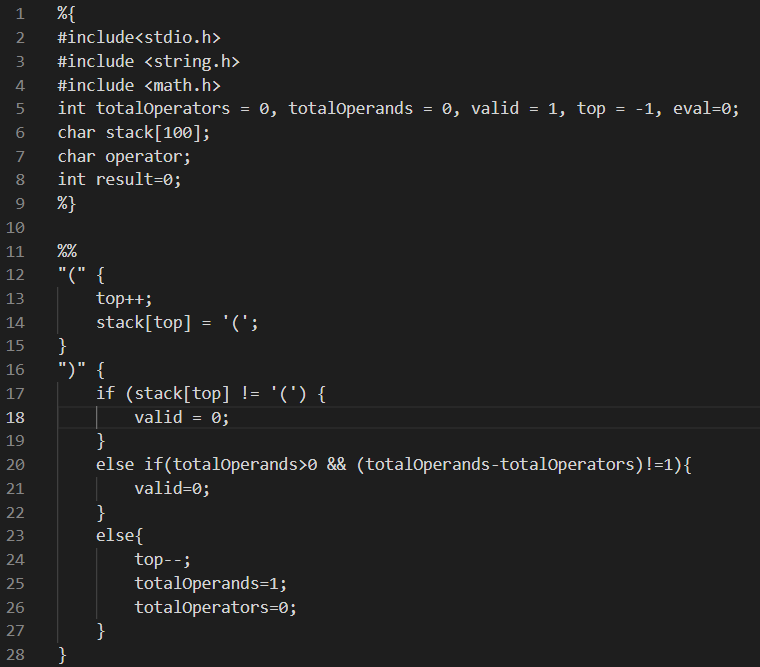 1 %{
2 #include<stdio.h>
3 #include <string.h>
4 #include <math.h>
5 int totalOperators = 0, totalOperands = 0, valid = 1, top = -1, eval=0;
6 char stack[100];
7 char operator;
8 int result=0;
9 %}
10
11 %%
12 "(" {
13     top++;
14     stack[top] = '(';
15 }
16 ")" {
17     if (stack[top] != '(') {
18         valid = 0;
19     }
20     else if(totalOperands>0 && (totalOperands-totalOperators)!=1){
21         valid=0;
22     }
23     else{
24         top--;
25         totalOperands=1;
26         totalOperators=0;
27     }
28 }